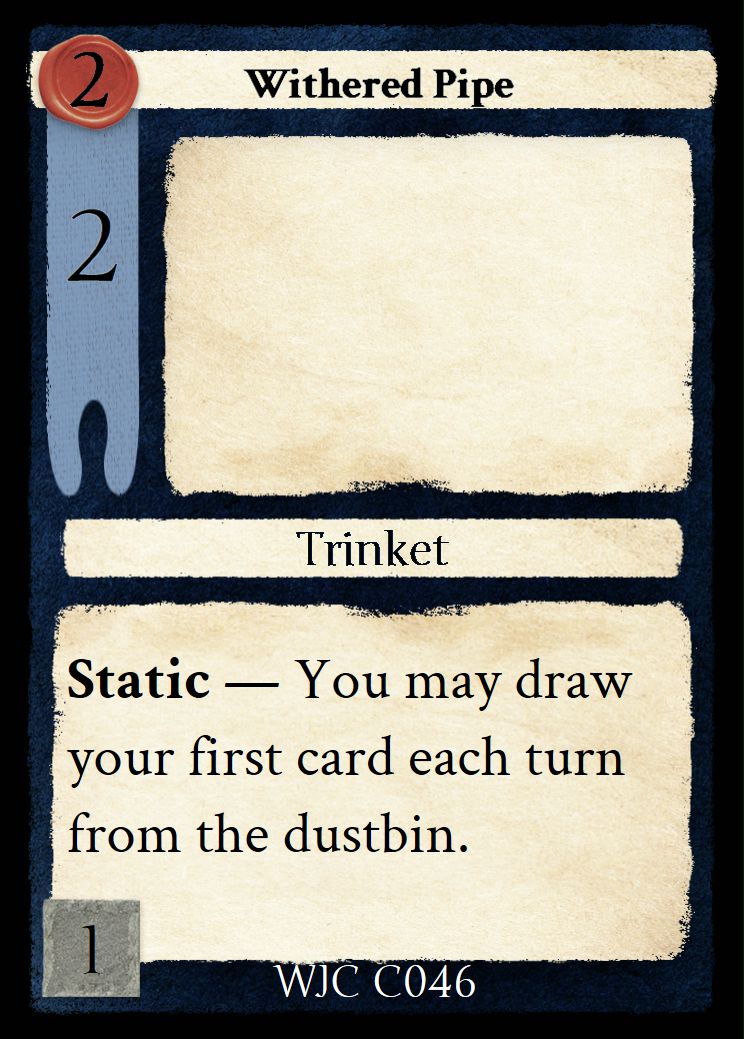 2
Withered Pipe
2
Trinket
Static — You may draw
your first card each turn
from the dustbin.
1
WJC C046